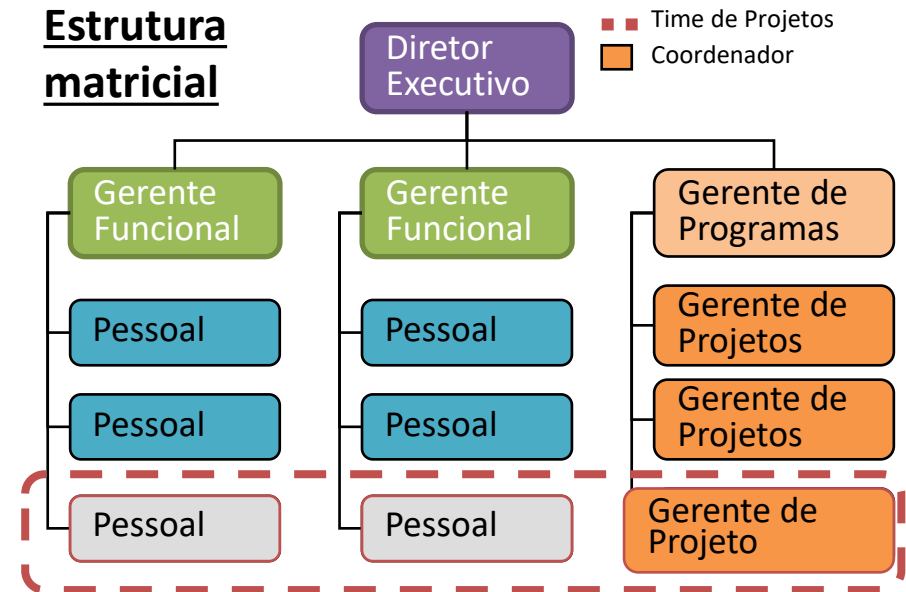 Estrutura
matricial
Diretor
Executivo
Time de Projetos
Coordenador
Gerente
Funcional
Gerente
Funcional
Gerente de
Programas
Pessoal
Pessoal
Gerente de
Projetos
Pessoal
Pessoal
Gerente de
Projetos
Pessoal
Pessoal
Gerente de
Projeto